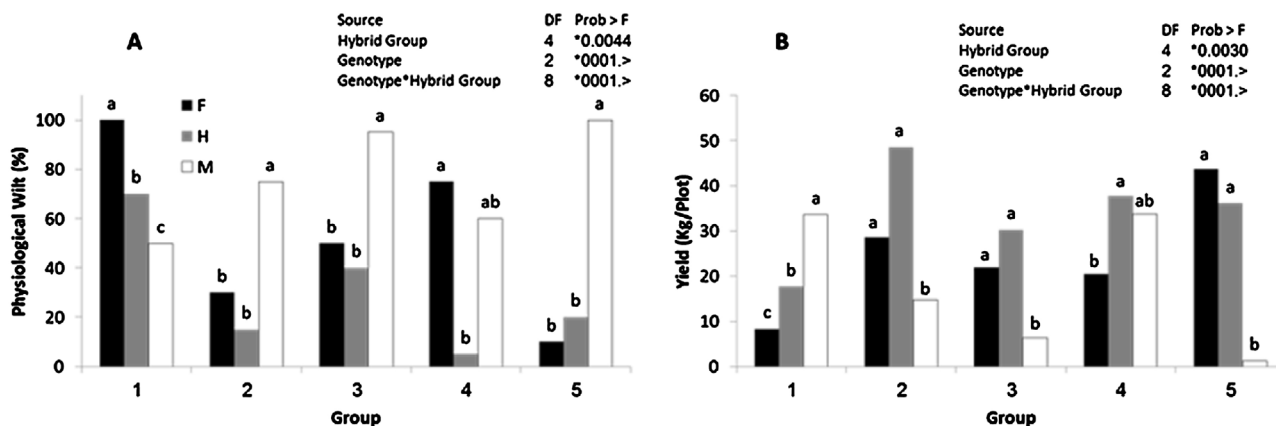 A
Source DF Prob > F
Hybrid Group 4 *0.0044
Genotype 2 *0001.>
Genotype*Hybrid Group 8 *0001.>
F
H
M
Physiological Wilt (%)
100
80
60
40
20
0
a b c
b b a
b b a
a b ab
b b a
1 2 3 4 5
Group
B
Source DF Prob > F
Hybrid Group 4 *0.0030
Genotype 2 *0001.>
Genotype*Hybrid Group 8 *0001.>
Yield (Kg/Plot)
60
50
40
30
20
10
0
c b a
a a b
a a b
b a ab
a a b
1 2 3 4 5
Group